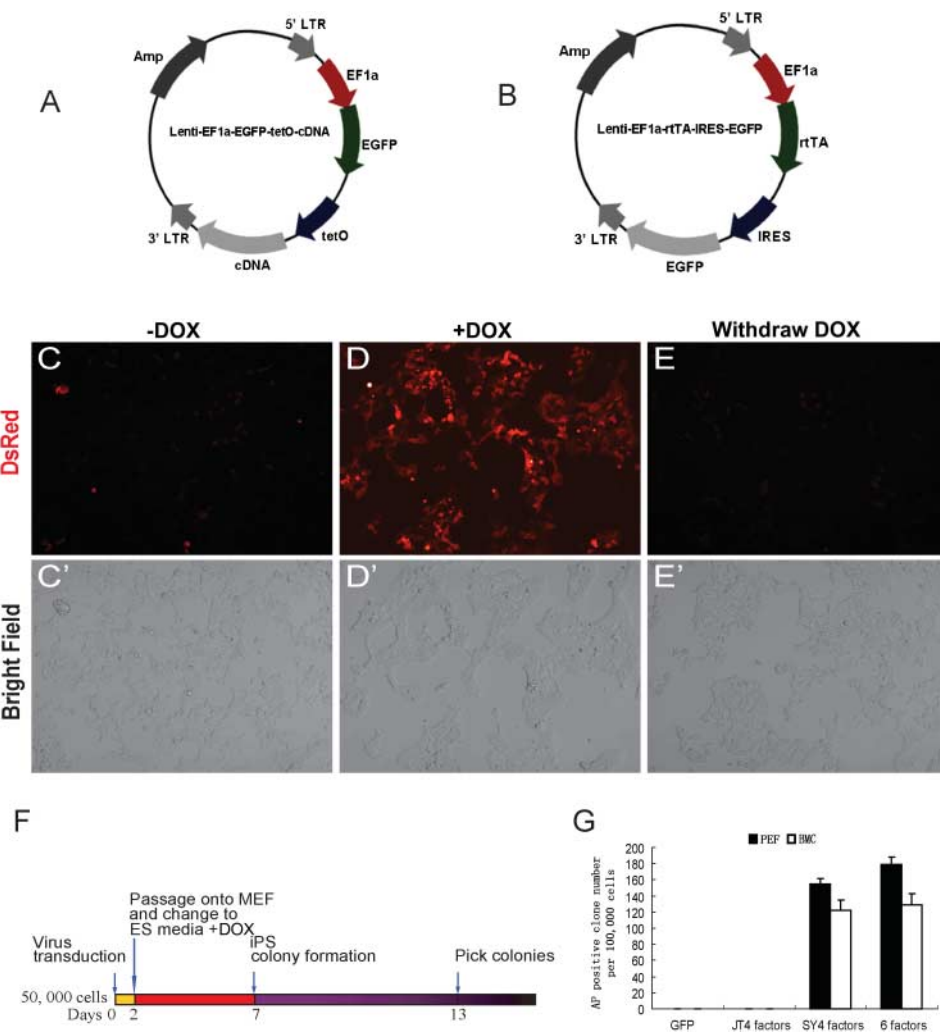 A
5' LTR
Amp
EF1a
Lenti-EF1a-EGFP-tetO-cDNA
EGFP
3' LTR
tetO
cDNA
B
5' LTR
Amp
EF1a
Lenti-EF1a-rtTA-IRES-EGFP
rtTA
3' LTR
IRES
EGFP
-DOX
+DOX
Withdraw DOX
DsRed
C
D
E
Bright Field
C'
D'
E'
F
Passage onto MEF
and change to
ES media +DOX
Virus
transduction
iPS
colony formation
Pick colonies
50, 000 cells
Days 0 2 7 13
G
AP positive clone number
per 100,000 cells
PEF BMC
200
180
160
140
120
100
80
60
40
20
0
GFP JT4 factors SY4 factors 6 factors